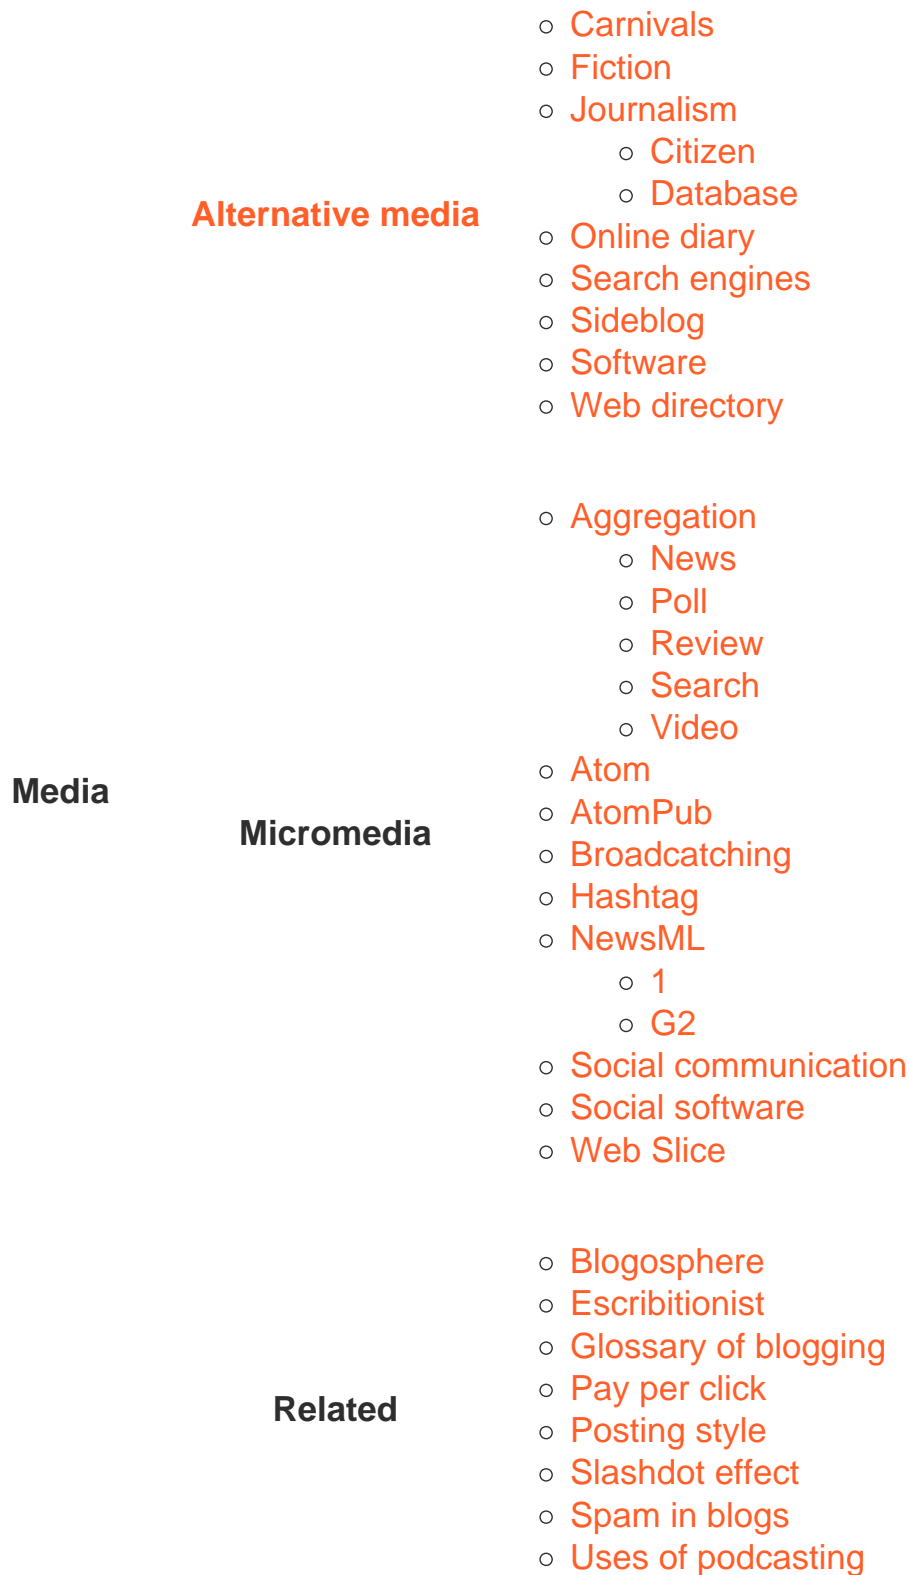 Media
Alternative media
Carnivals
Fiction
Journalism
Citizen
Database
Online diary
Search engines
Sideblog
Software
Web directory
Micromedia
Aggregation
News
Poll
Review
Search
Video
Atom
AtomPub
Broadcatching
Hashtag
NewsML
1
G2
Social communication
Social software
Web Slice
Related
Blogosphere
Escribitionist
Glossary of blogging
Pay per click
Posting style
Slashdot effect
Spam in blogs
Uses of podcasting